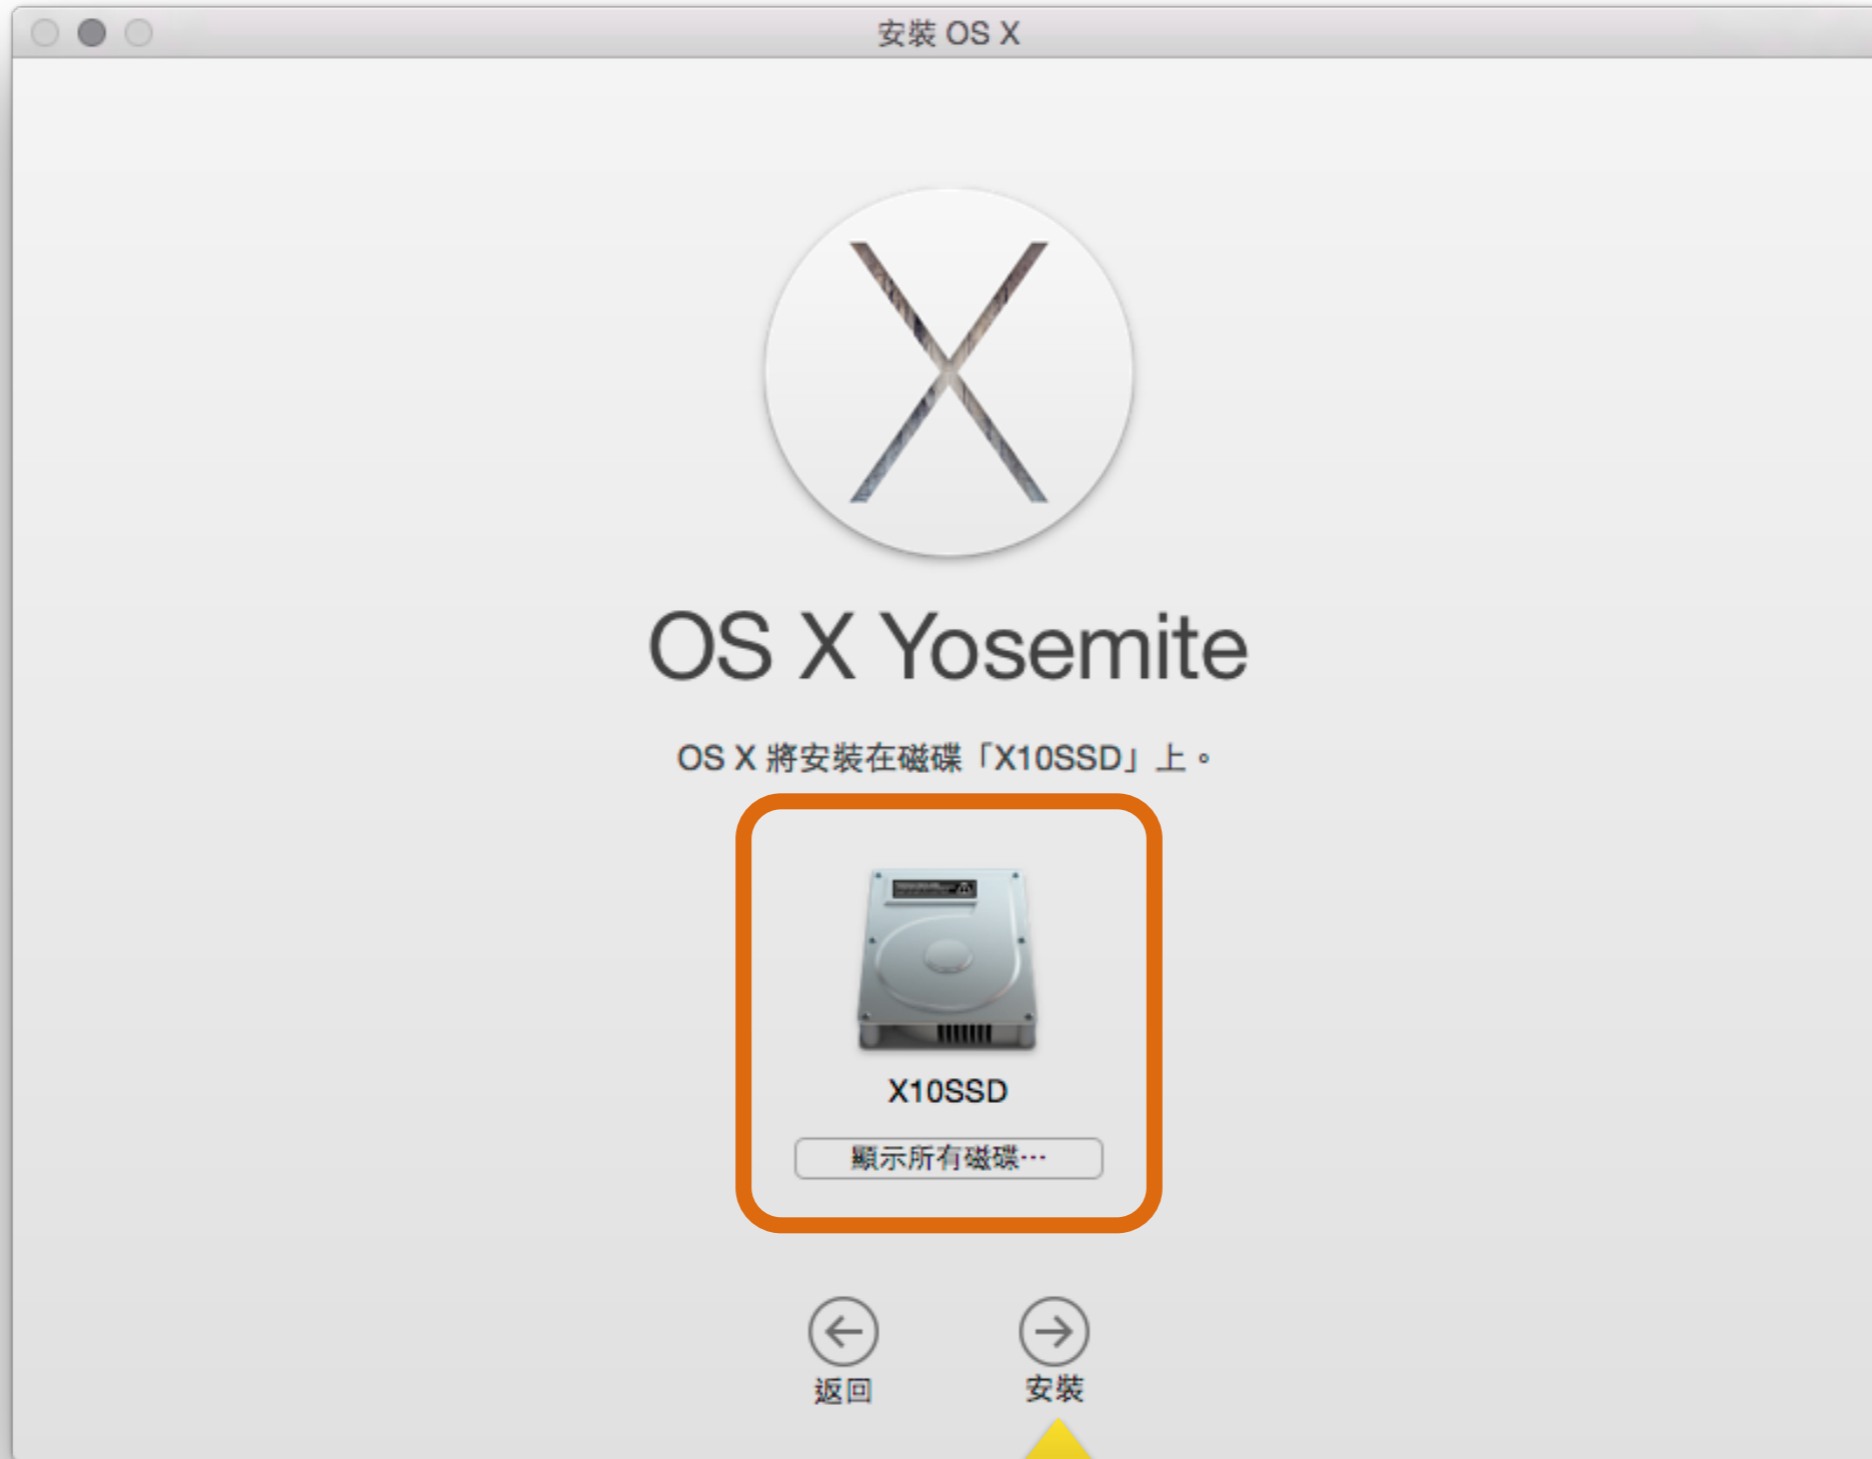 安裝 OS X
OS X Yosemite
OS X 將安裝在磁碟「X10SSD」上。
X10SSD
顯示所有磁碟⋯
返回
安裝